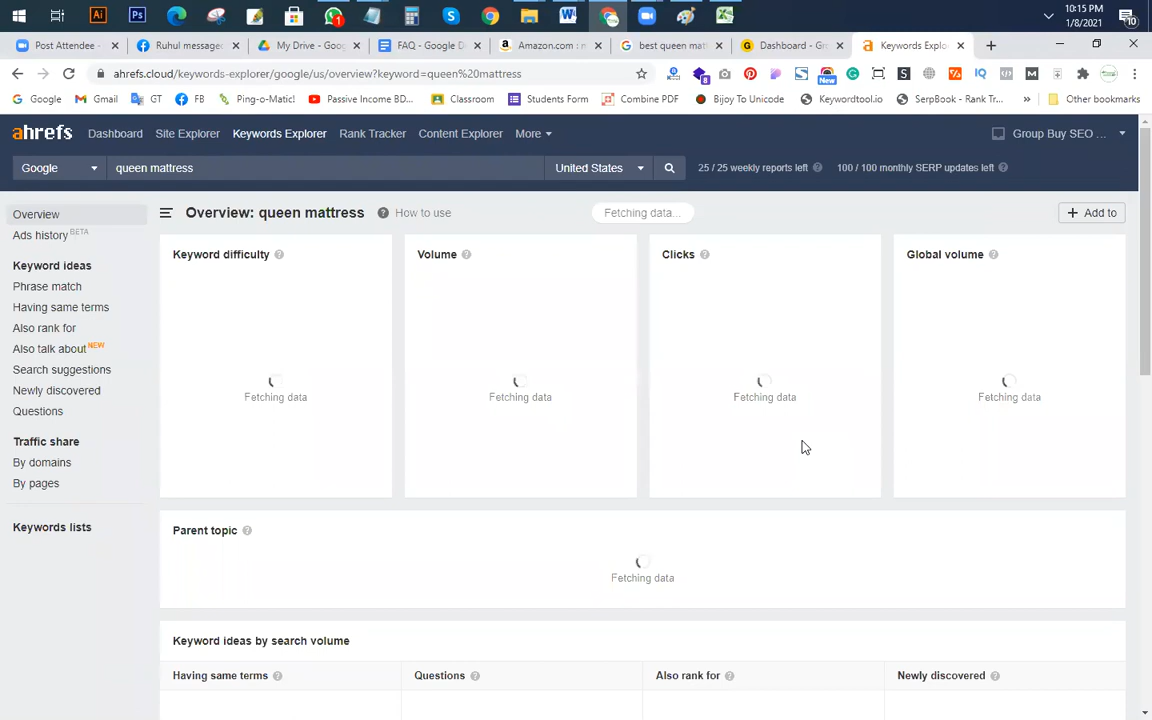 10:15 PM
1/8/2021
10
Post Attendee -
Ruhul message
My Drive - Goog
FAQ - Google D
Amazon.com : m
best queen matt
Dashboard - Gr
Keywords Explo
ahrefs.cloud/keywords-explorer/google/us/overview?keyword=queen%20mattress
Google
Gmail
GT
FB
Ping-o-Matic!
Passive Income BD...
Classroom
Students Form
Combine PDF
Bijoy To Unicode
Keywordtool.io
SerpBook - Rank Tr...
Other bookmarks
ahrefs
Dashboard
Site Explorer
Keywords Explorer
Rank Tracker
Content Explorer
More
Group Buy SEO ...
Google
queen mattress
United States
25 / 25 weekly reports left
100 / 100 monthly SERP updates left
Overview
Ads history BETA
Keyword ideas
Phrase match
Having same terms
Also rank for
Also talk about NEW
Search suggestions
Newly discovered
Questions
Traffic share
By domains
By pages
Keywords lists
Overview: queen mattress
How to use
Fetching data...
+ Add to
Keyword difficulty
Volume
Clicks
Global volume
Fetching data
Fetching data
Fetching data
Fetching data
Parent topic
Fetching data
Keyword ideas by search volume
Having same terms
Questions
Also rank for
Newly discovered